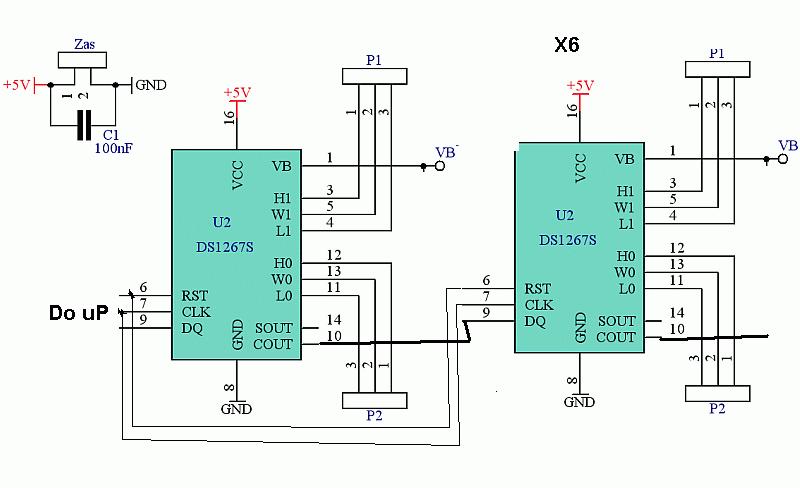 Zas
+5V
GND
1
2
C1
100nF
+5V
16
VCC
P1
1
2
3
VB
1
VB
U2
DS1267S
H1
3
W1
5
L1
4
H0
12
W0
13
L0
11
Do uP
6
RST
7
CLK
9
DQ
SOUT
14
COUT
10
GND
8
GND
3
2
1
P2
X6
+5V
16
VCC
P1
1
2
3
VB
1
VB
U2
DS1267S
H1
3
W1
5
L1
4
H0
12
W0
13
L0
11
6
RST
7
CLK
9
DQ
SOUT
14
COUT
10
GND
8
GND
3
2
1
P2